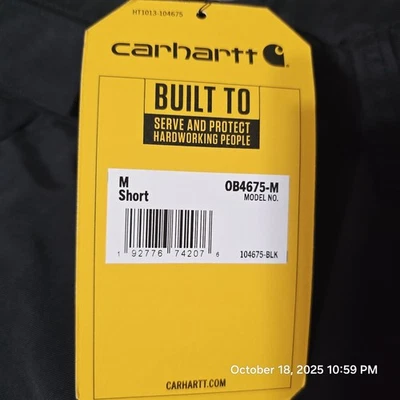 HT1013-104675
carhartt
BUILT TO
SERVE AND PROTECT
HARDWORKING PEOPLE
M
Short
OB4675-M
MODEL NO.
1 92776 74207 6
104675-BLK
October 18, 2025 10:59 PM
CARHARTT.COM